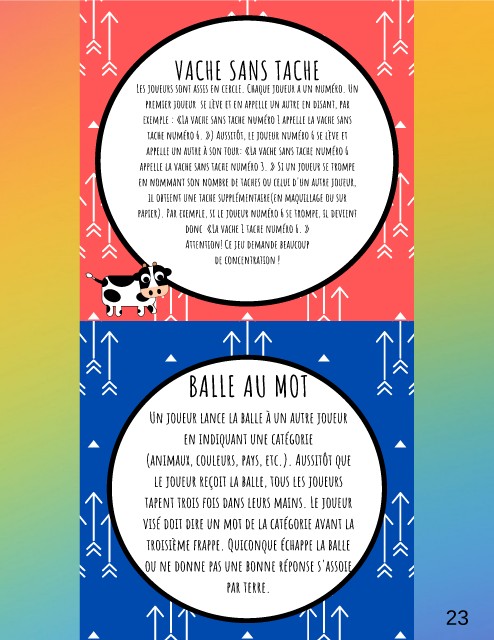 VACHE SANS TACHE
Les joueurs sont assis en cercle. Chaque joueur a un numéro. Un
premier joueur se lève et en appelle un autre en disant, par
exemple : «La vache sans tache numéro 1 appelle la vache sans
tache numéro 6. ») Aussitôt, le joueur numéro 6 se lève et
appelle un autre à son tour: «La vache sans tache numéro 6
appelle la vache sans tache numéro 3. » Si un joueur se trompe
en nommant son nombre de taches ou celui d'un autre joueur,
il obtient une tache supplémentaire(en maquillage ou sur
papier). Par exemple, si le joueur numéro 6 se trompe, il devient
donc «La vache 1 tache numéro 6. »
Attention! Ce jeu demande beaucoup
de concentration !
BALLE AU MOT
Un joueur lance la balle à un autre joueur
en indiquant une catégorie
(animaux, couleurs, pays, etc.). Aussitôt que
le joueur reçoit la balle, tous les joueurs
tapent trois fois dans leurs mains. Le joueur
visé doit dire un mot de la catégorie avant la
troisième frappe. Quiconque échappe la balle
ou ne donne pas une bonne réponse s'assoie
par terre.
23